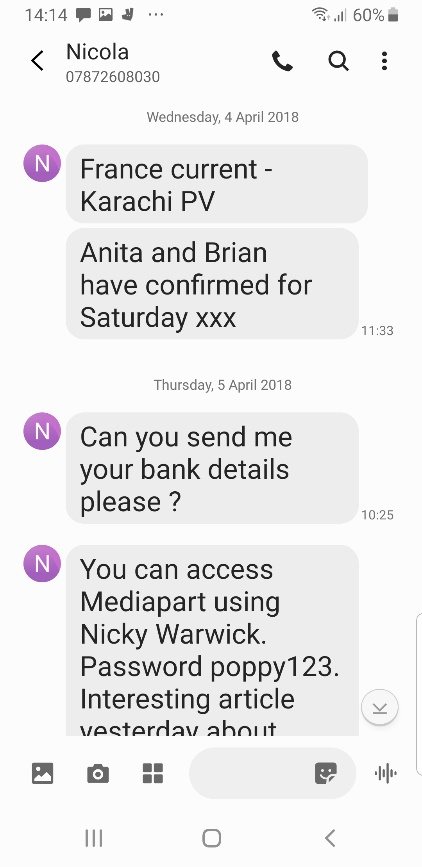 14:14 60%
Nicola
07872608030
Wednesday, 4 April 2018
N
France current -
Karachi PV
Anita and Brian
have confirmed for
Saturday xxx
11:33
Thursday, 5 April 2018
N
Can you send me
your bank details
please ?
10:25
N
You can access
Mediapart using
Nicky Warwick.
Password poppy123.
Interesting article
yesterday about